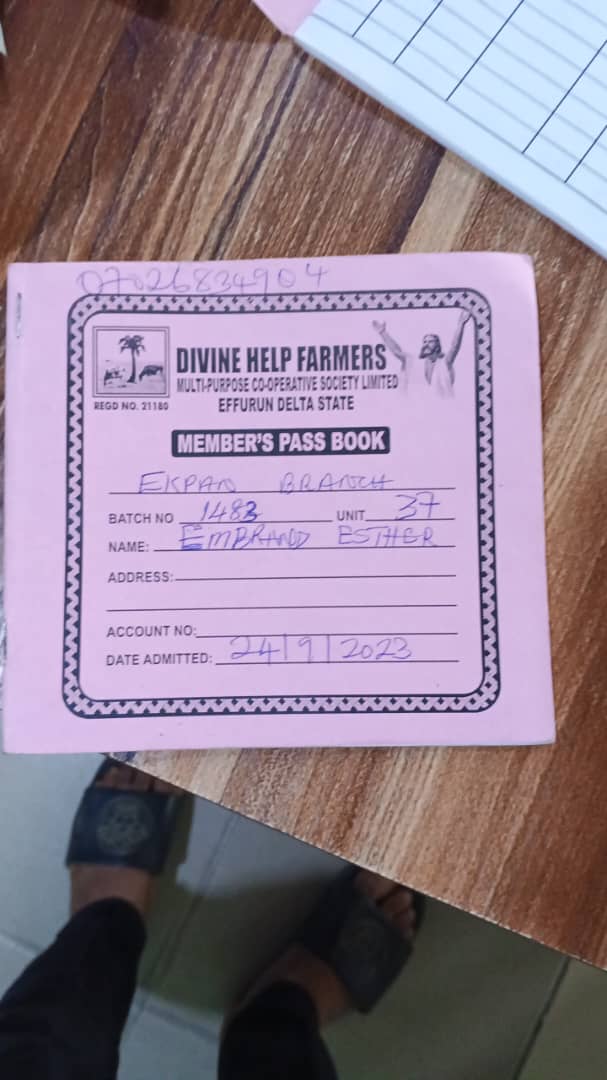 07026834904
DIVINE HELP FARMERS
MULTI-PURPOSE CO-OPERATIVE SOCIETY LIMITED
REGD NO. 21180
EFFURUN DELTA STATE
MEMBER'S PASS BOOK
EKPAN BRANCH
BATCH NO 1483 UNIT 37
NAME: EMBRAND ESTHER
ADDRESS:
ACCOUNT NO:
DATE ADMITTED: 24/9/2023